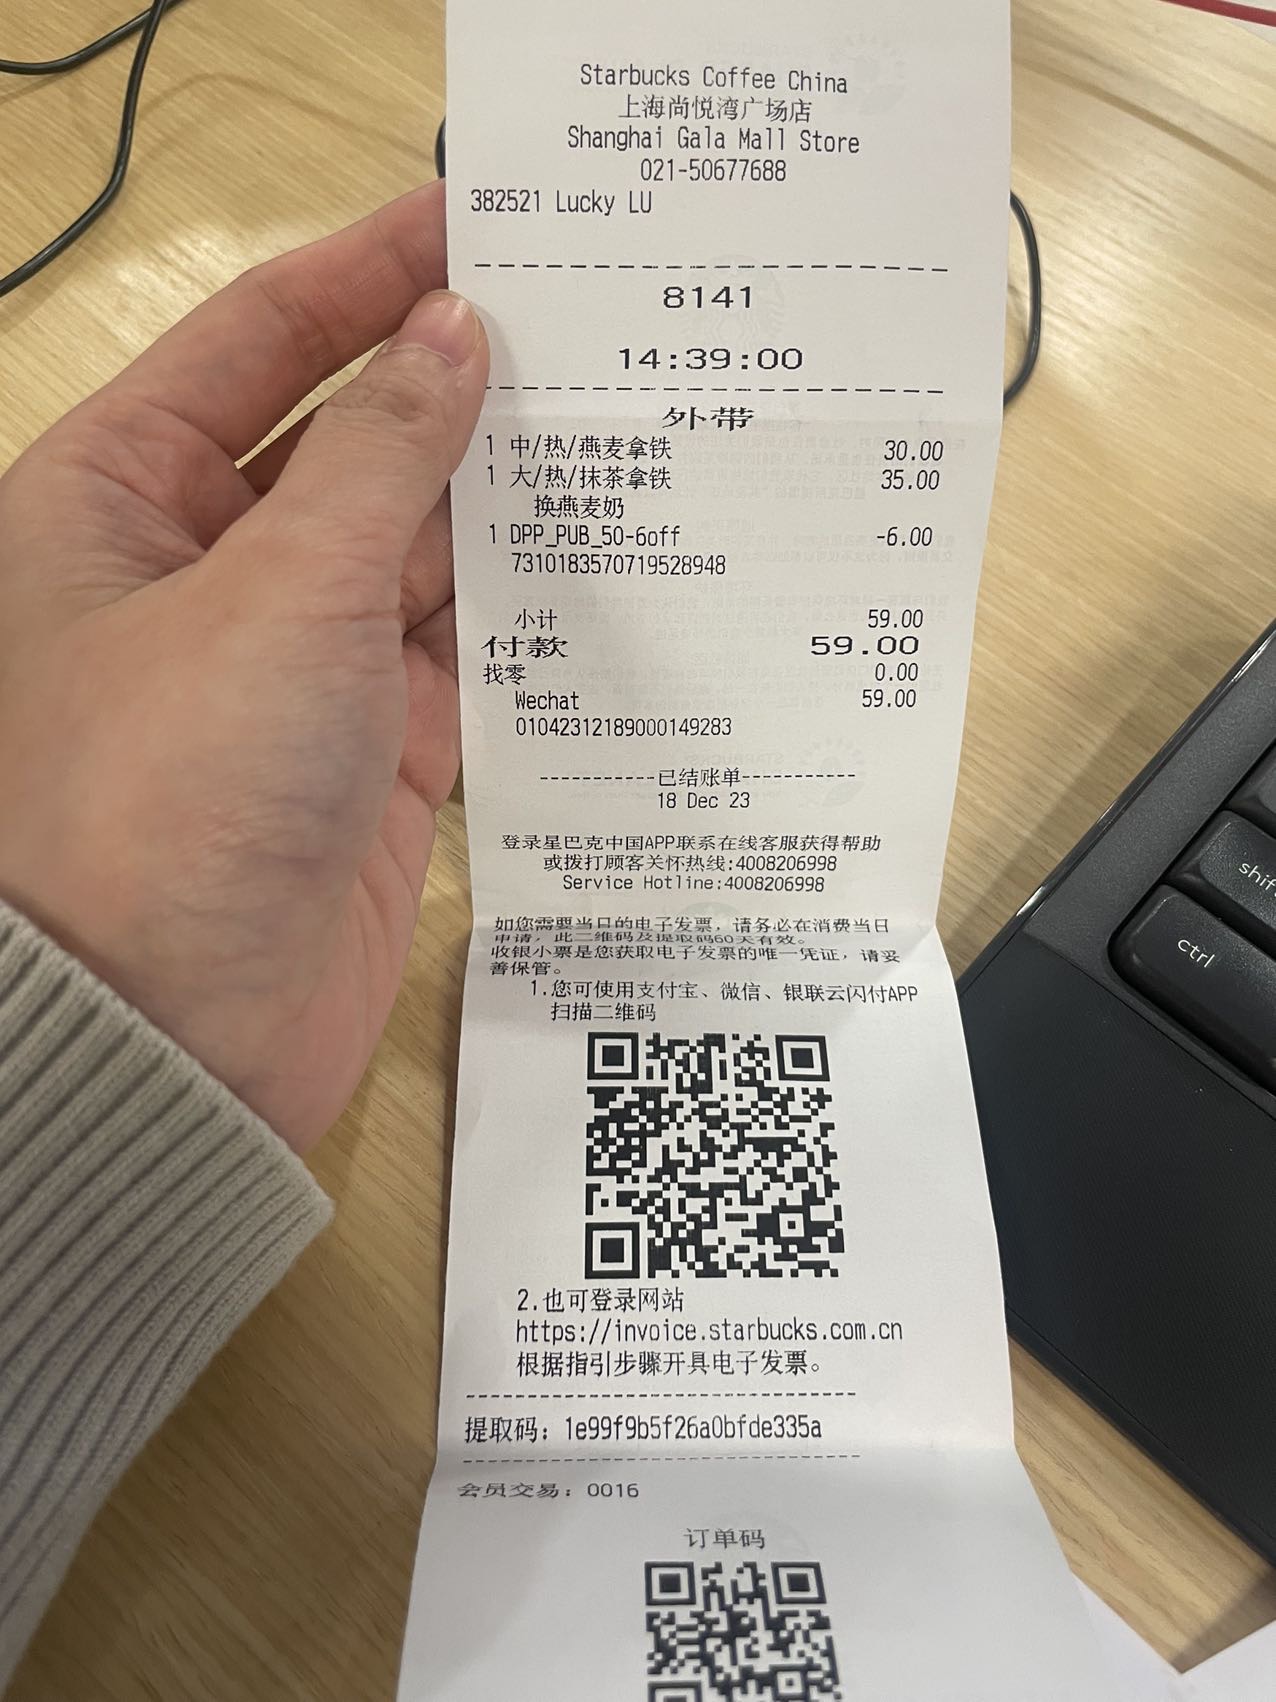 Starbucks Coffee China
上海尚悦湾广场店
Shanghai Gala Mall Store
021-50677688
382521 Lucky LU
8141
14:39:00
外带
1 中/热/燕麦拿铁 30.00
1 大/热/抹茶拿铁 35.00
换燕麦奶
1 DPP_PUB_50-6off -6.00
7310183570719528948
小计 59.00
付款 59.00
找零 0.00
Wechat 59.00
01042312189000149283
-----------已结账单-----------
18 Dec 23
登录星巴克中国APP联系在线客服获得帮助
或拨打顾客关怀热线:4008206998
Service Hotline:4008206998
如您需要当日的电子发票，请务必在消费当日
申请，此二维码及提取码60天有效。
收银小票是您获取电子发票的唯一凭证，请妥
善保管。
1.您可使用支付宝、微信、银联云闪付APP
扫描二维码
2.也可登录网站
https://invoice.starbucks.com.cn
根据指引步骤开具电子发票。
提取码：1e99f9b5f26a0bfde335a
会员交易：0016
订单码
shift
ctrl